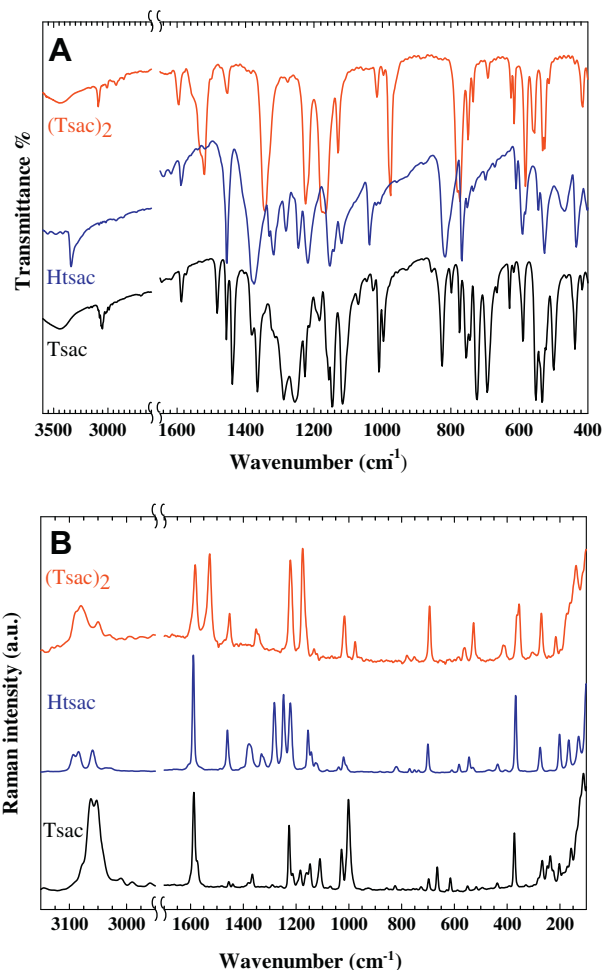 A
(Tsac)2
Htsac
Tsac
Transmittance %
3500 3000 1600 1400 1200 1000 800 600 400
Wavenumber (cm-1)
B
(Tsac)2
Htsac
Tsac
Raman intensity (a.u.)
3100 3000 1600 1400 1200 1000 800 600 400 200
Wavenumber (cm-1)